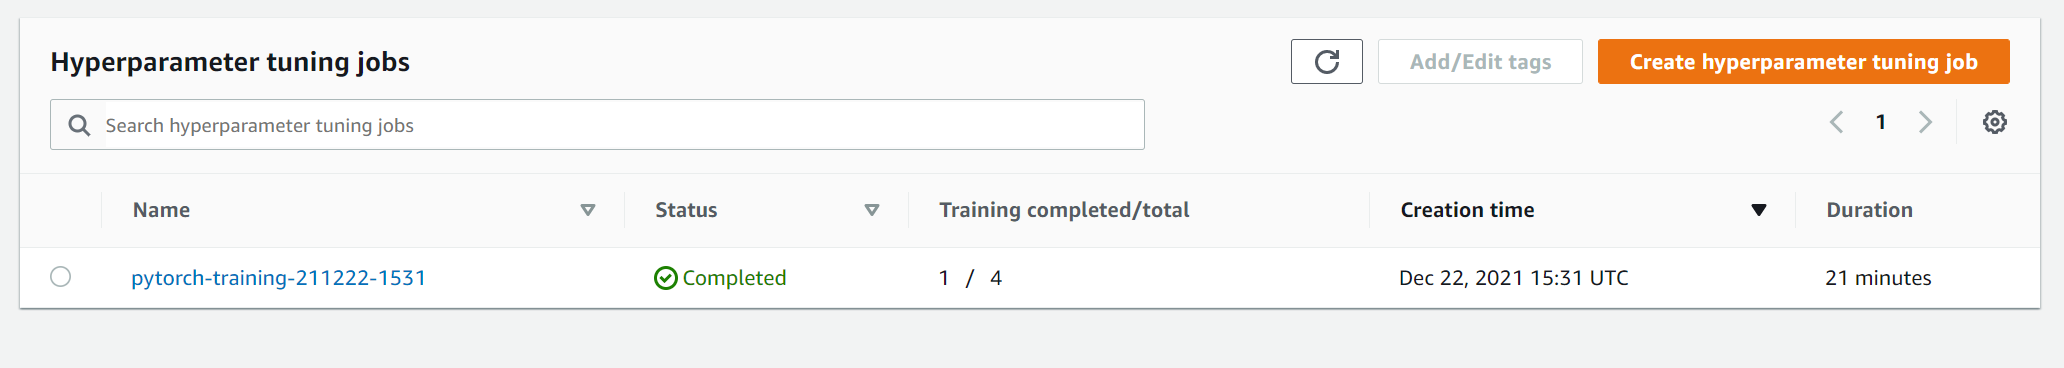 Hyperparameter tuning jobs
Add/Edit tags
Create hyperparameter tuning job
Search hyperparameter tuning jobs
1
Name Status Training completed/total Creation time Duration
pytorch-training-211222-1531 Completed 1 / 4 Dec 22, 2021 15:31 UTC 21 minutes